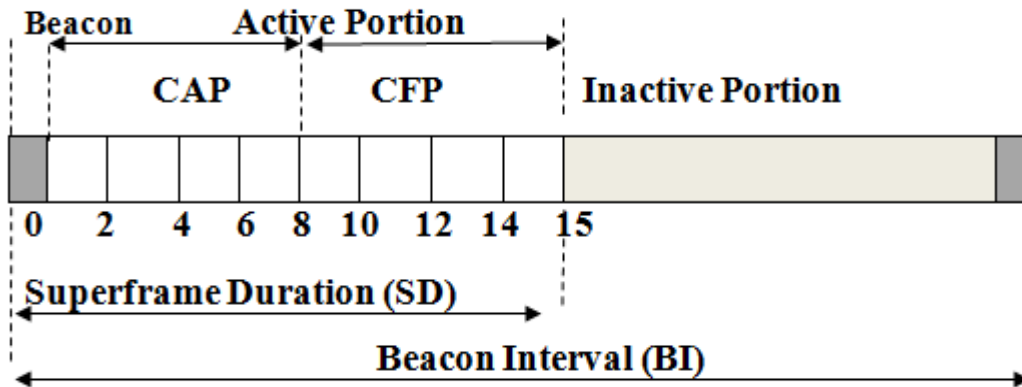 Beacon Active Portion
CAP CFP Inactive Portion
0 2 4 6 8 10 12 14 15
Superframe Duration (SD)
Beacon Interval (BI)